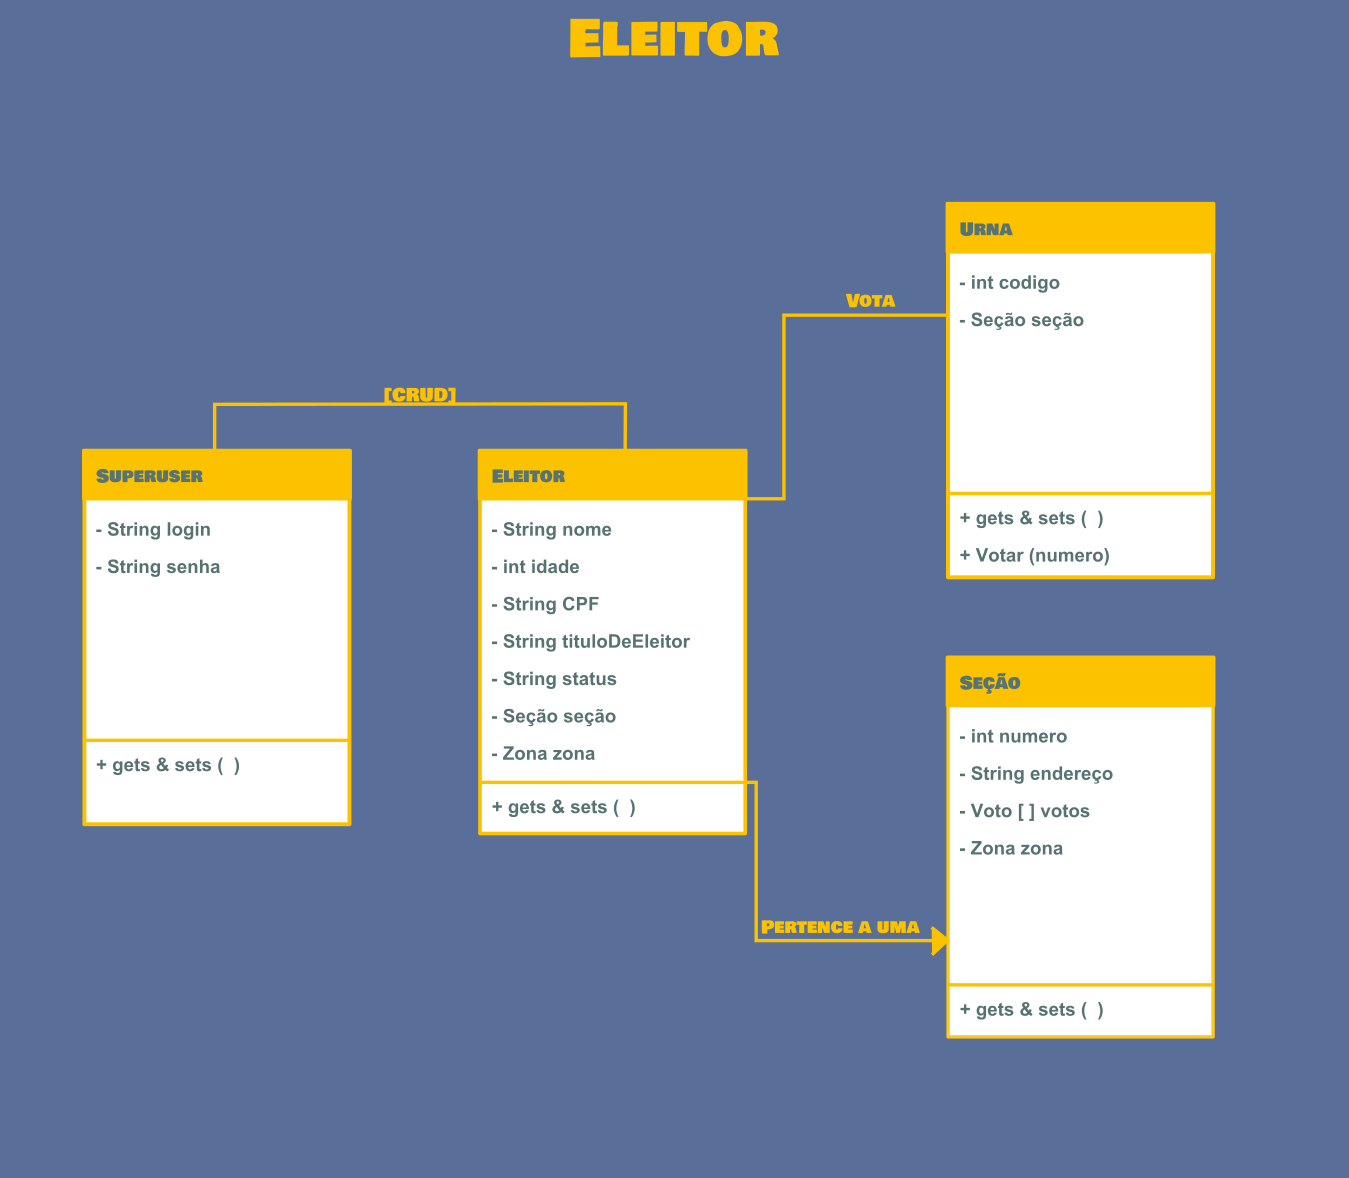 ELEITOR
URNA
- int codigo
- Seção seção
+ gets & sets (  )
+ Votar (numero)
VOTA
[CRUD]
SUPERUSER
- String login
- String senha
+ gets & sets (  )
ELEITOR
- String nome
- int idade
- String CPF
- String tituloDeEleitor
- String status
- Seção seção
- Zona zona
+ gets & sets (  )
SEÇÃO
- int numero
- String endereço
- Voto [ ] votos
- Zona zona
+ gets & sets (  )
PERTENCE A UMA